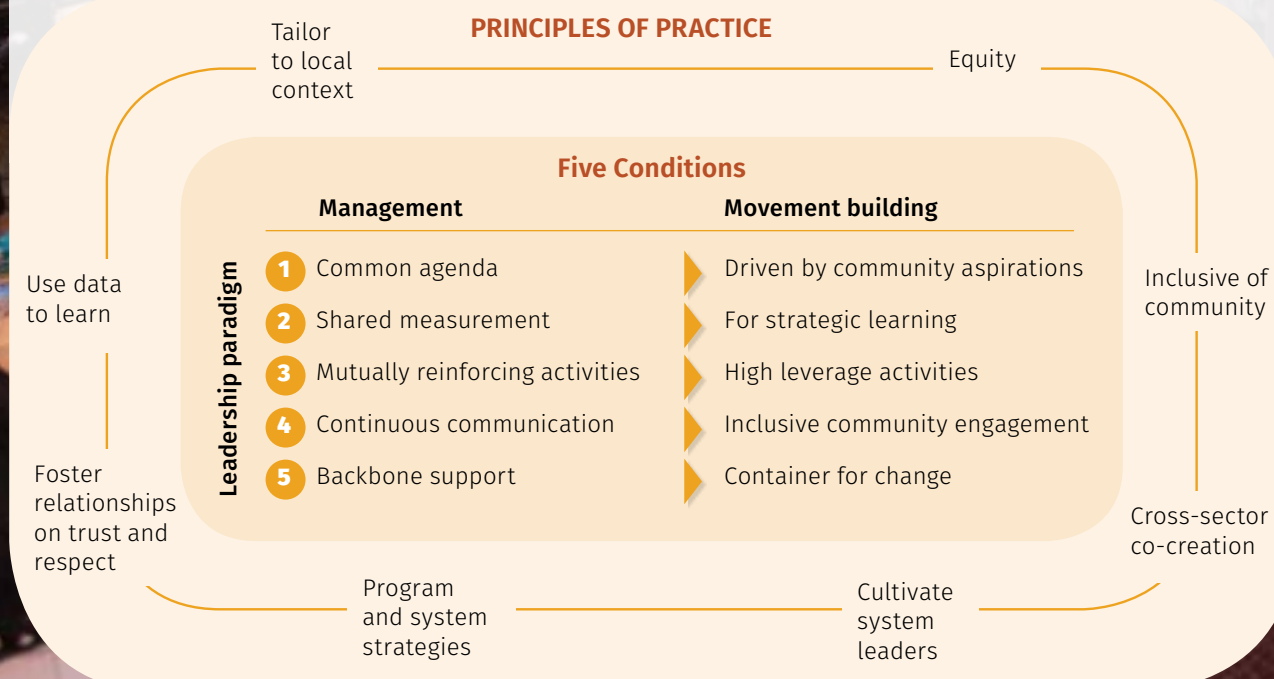 PRINCIPLES OF PRACTICE
Tailor
to local
context
Equity
Inclusive of
community
Cross-sector
co-creation
Cultivate
system
leaders
Program
and system
strategies
Foster
relationships
on trust and
respect
Use data
to learn
Five Conditions
Leadership paradigm
Management
Movement building
1 Common agenda
Driven by community aspirations
2 Shared measurement
For strategic learning
3 Mutually reinforcing activities
High leverage activities
4 Continuous communication
Inclusive community engagement
5 Backbone support
Container for change